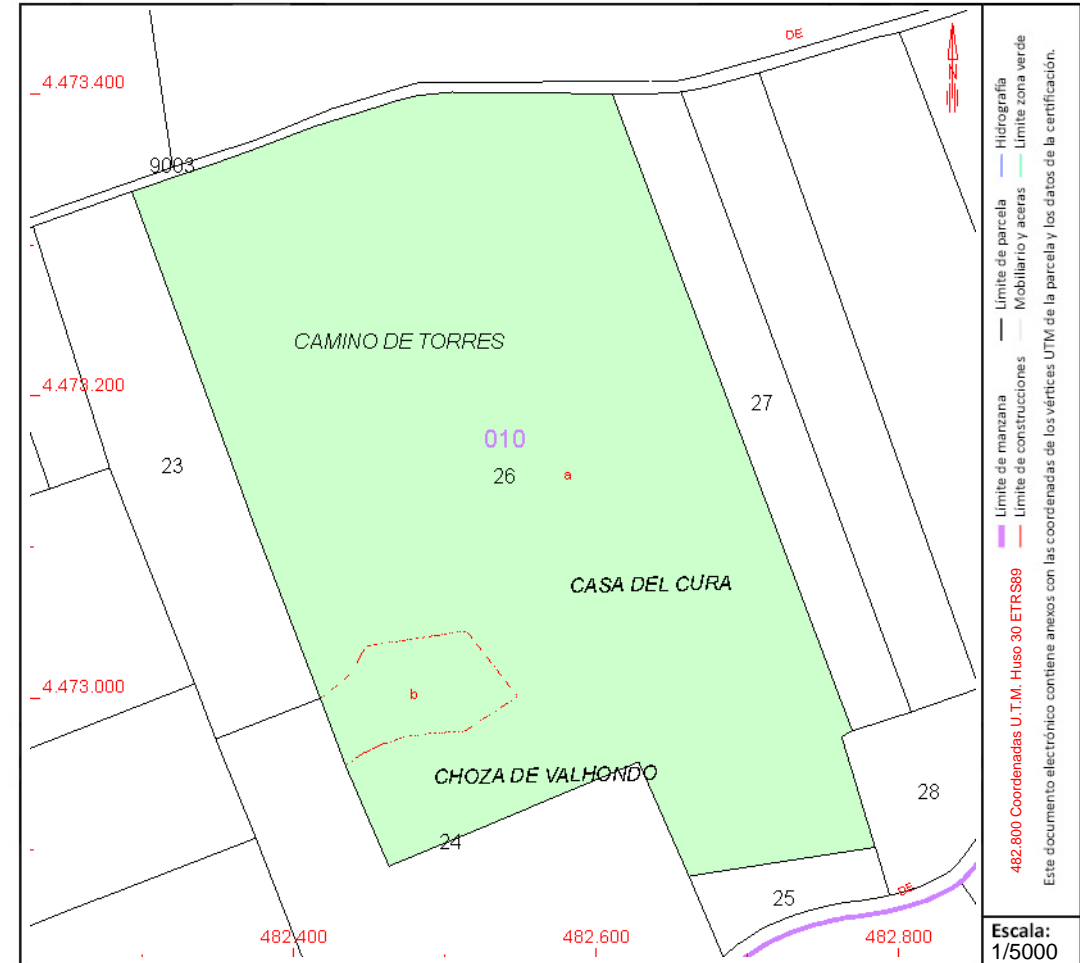 DE
4.473.400
N
9003
CAMINO DE TORRES
4.473.200
27
010
23
26
a
CASA DEL CURA
4.473.000
b
CHOZA DE VALHONDO
28
24
DE
25
482.400
482.600
482.800
Límite de manzana
Límite de parcela
Hidrografía
Límite de construcciones
Mobiliario y aceras
Límite zona verde
482.800 Coordenadas U.T.M. Huso 30 ETRS89
Este documento electrónico contiene anexos con las coordenadas de los vértices UTM de la parcela y los datos de la certificación.
Escala:
1/5000